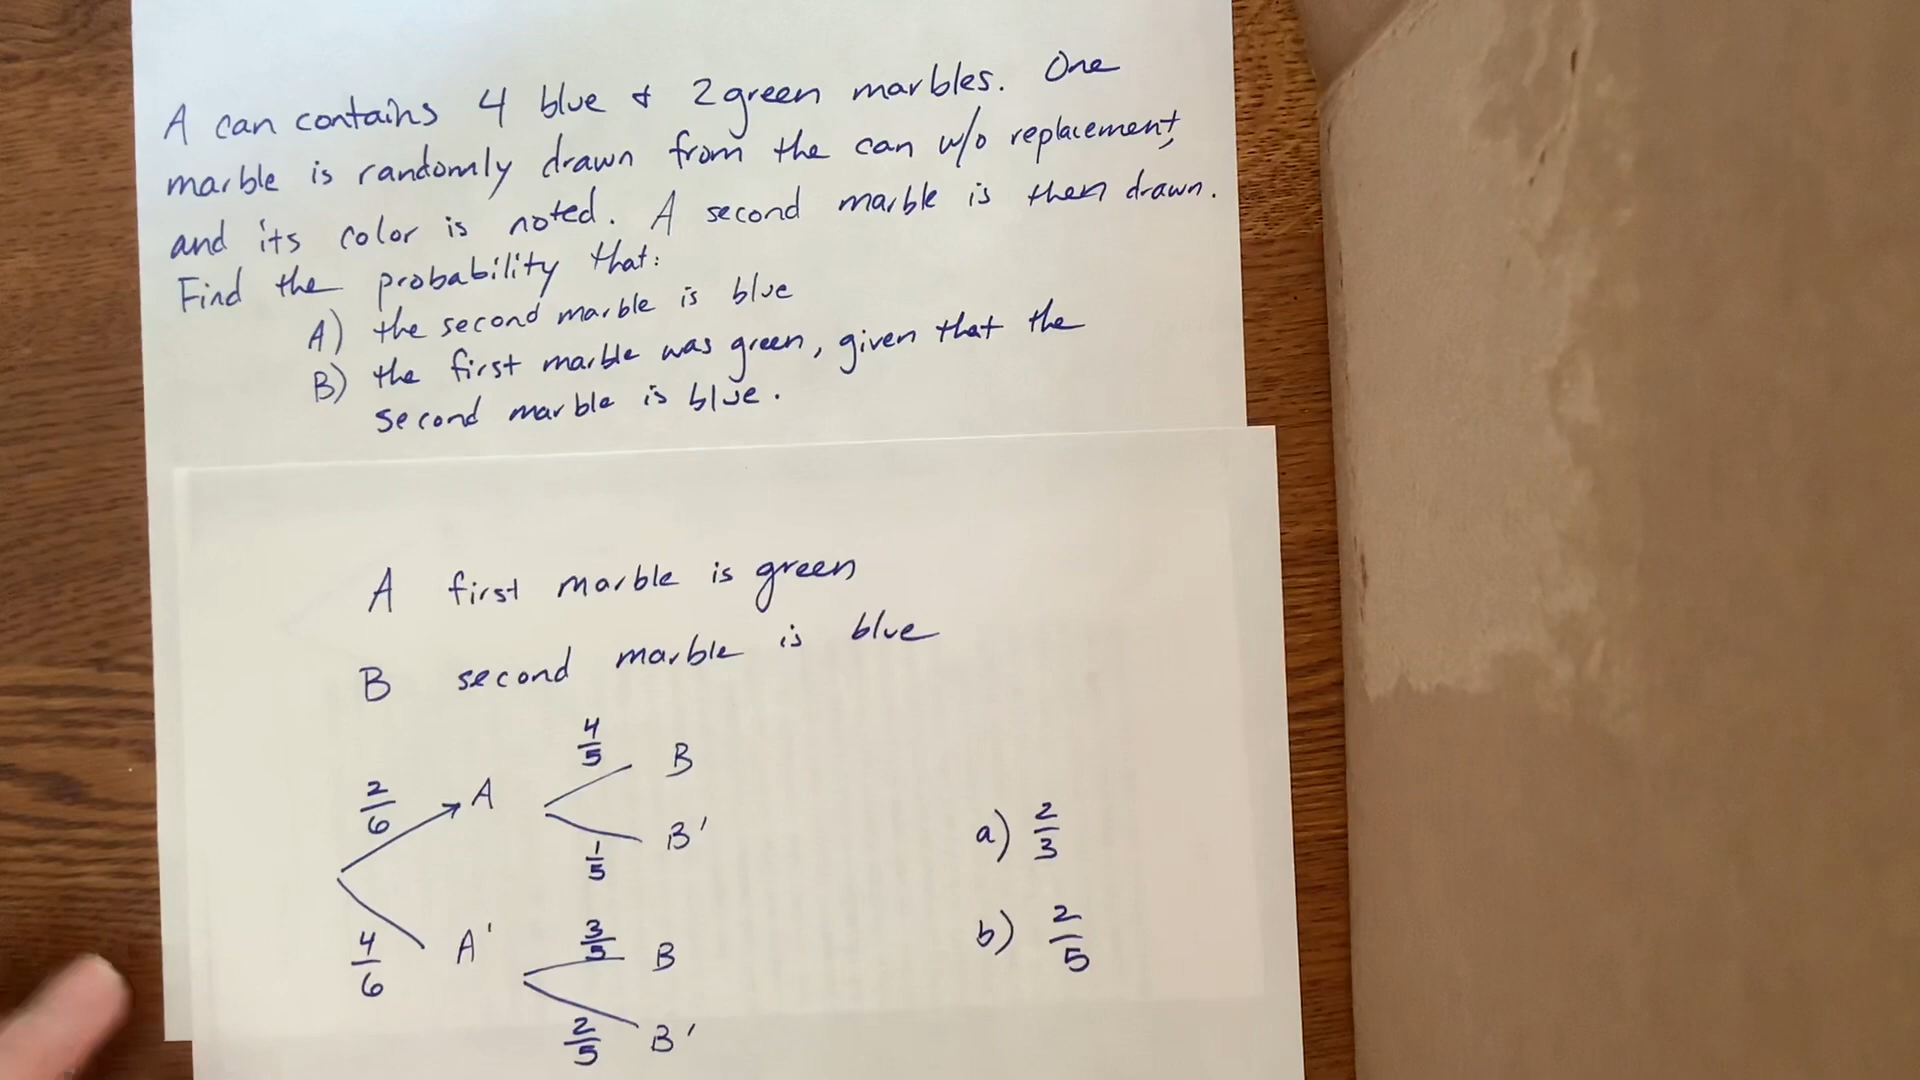 A can contains 4 blue & 2 green marbles. One
marble is randomly drawn from the can w/o replacement,
and its color is noted. A second marble is then drawn.
Find the probability that:
A) the second marble is blue
B) the first marble was green, given that the
second marble is blue.
A first marble is green
B second marble is blue
4/5 B
2/6 A
1/5 B'
a) 2/3
4/6 A'
3/5 B
b) 2/5
2/5 B'